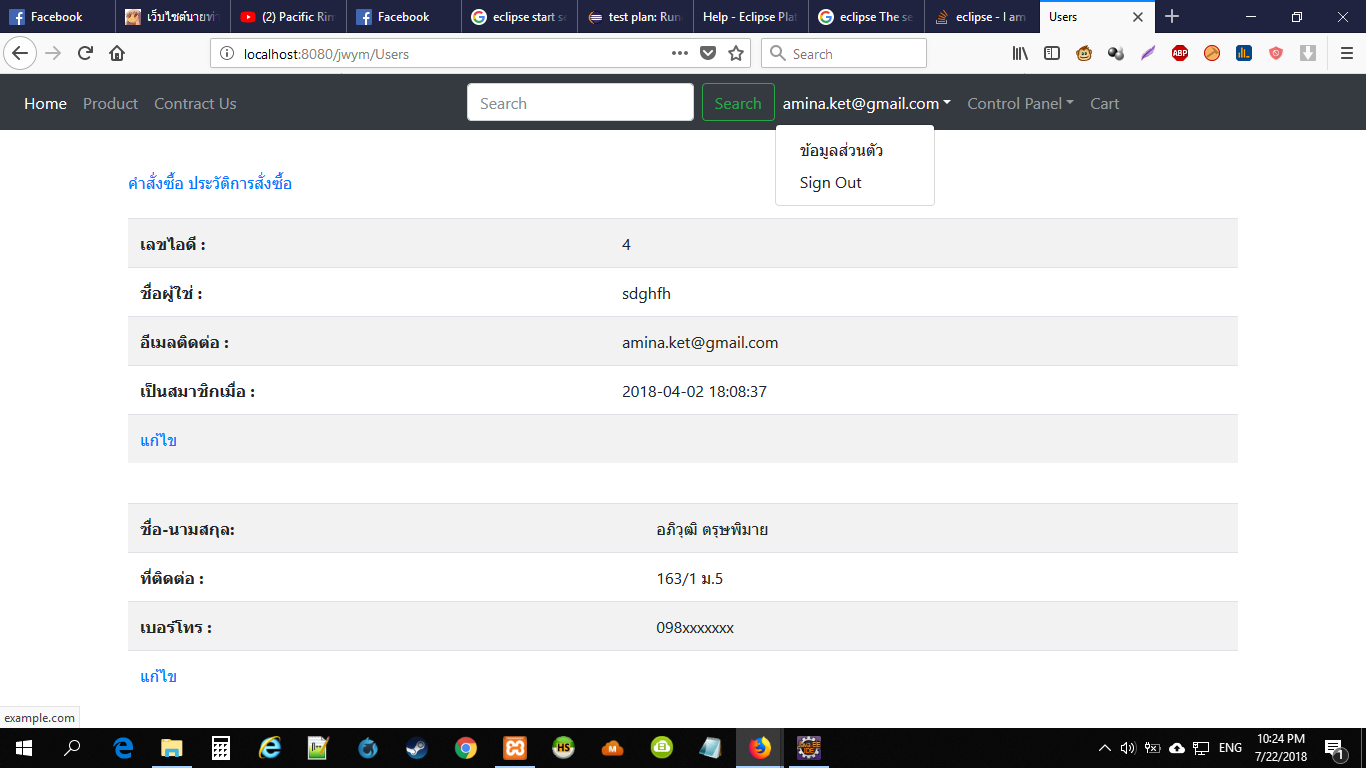 Facebook
เว็บไซต์นายท่า
(2) Pacific Rim
Facebook
eclipse start se
test plan: Run
Help - Eclipse Plat
eclipse The se
eclipse - I am
Users
localhost:8080/jwym/Users
Search
Home Product Contract Us Search Search amina.ket@gmail.com Control Panel Cart
ข้อมูลส่วนตัว
Sign Out
คำสั่งซื้อ ประวัติการสั่งซื้อ
เลขไอดี : 4
ชื่อผู้ใช่ : sdghfh
อีเมลติดต่อ : amina.ket@gmail.com
เป็นสมาชิกเมื่อ : 2018-04-02 18:08:37
แก้ไข
ชื่อ-นามสกุล: อภิวุฒิ ตรุษพิมาย
ที่ติดต่อ : 163/1 ม.5
เบอร์โทร : 098xxxxxxx
แก้ไข
example.com
ENG
10:24 PM
7/22/2018
1